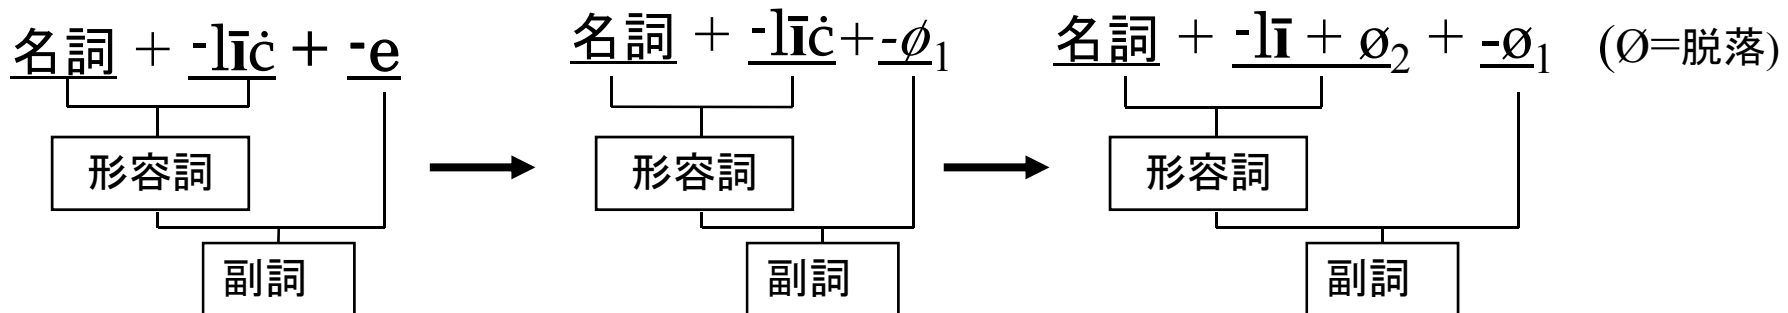 名詞 + -līċ + -e 名詞 + -līċ + -ø₁ 名詞 + -lī + ø₂ + -ø₁ (Ø=脱落)
形容詞 形容詞 形容詞
副詞 副詞 副詞